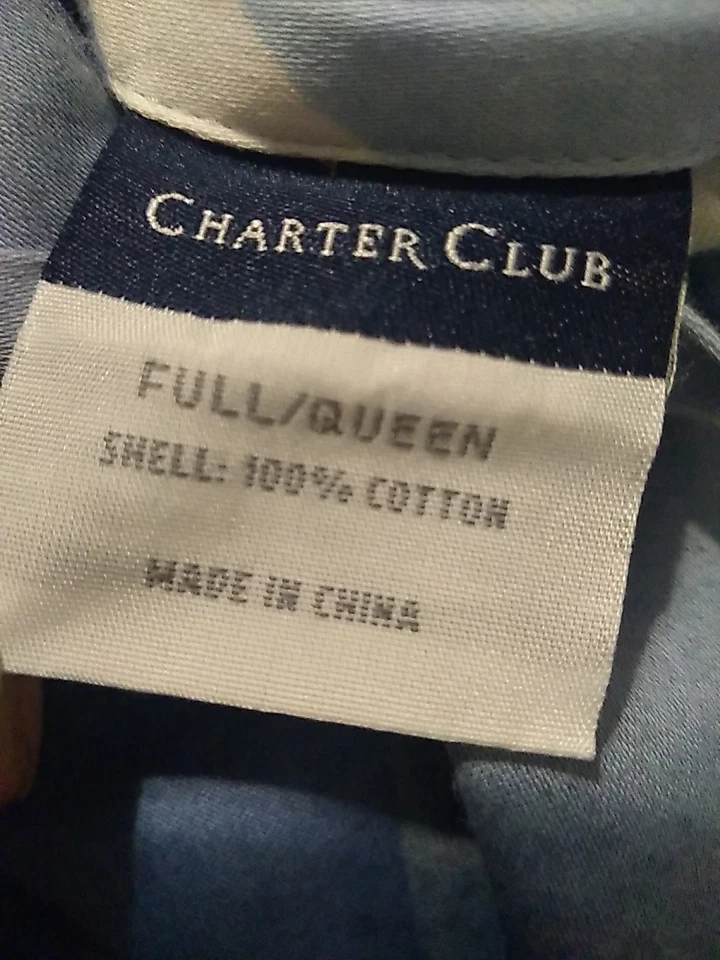 CHARTER CLUB
FULL/QUEEN
SHELL: 100% COTTON
MADE IN CHINA